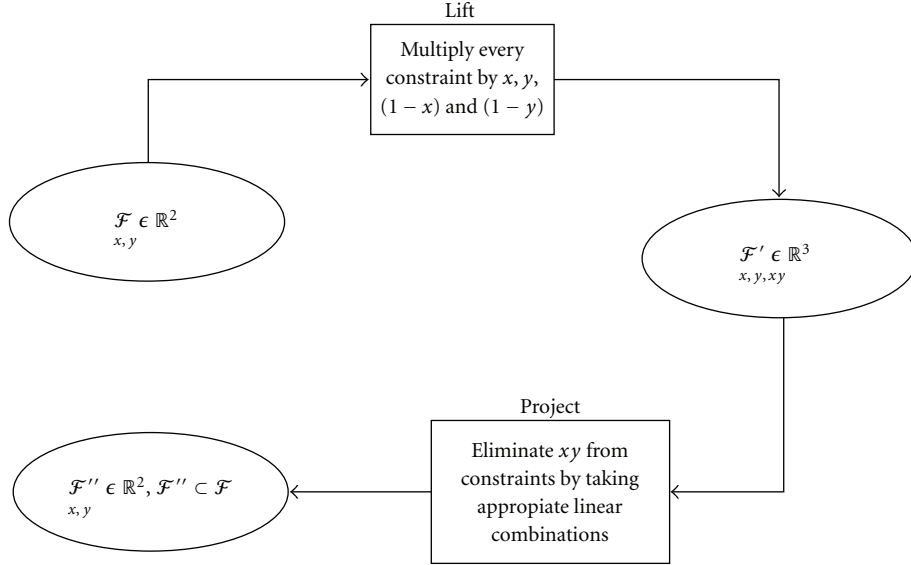 Lift
Multiply every
constraint by x, y,
(1 − x) and (1 − y)
ℱ ϵ ℝ²
x, y
ℱ′ ϵ ℝ³
x, y, xy
Project
Eliminate xy from
constraints by taking
appropiate linear
combinations
ℱ′′ ϵ ℝ², ℱ′′ ⊂ ℱ
x, y